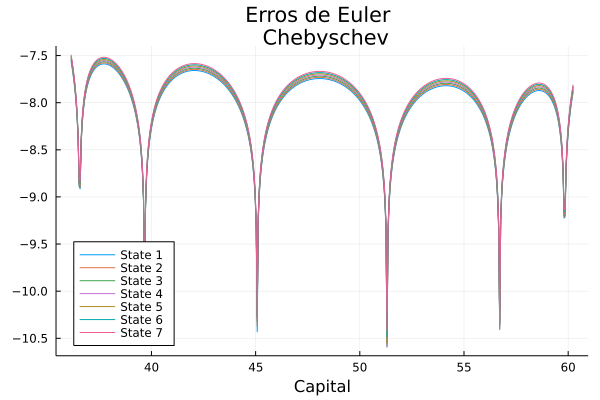 Erros de Euler
Chebyschev
−7.5
−8.0
−8.5
−9.0
−9.5
−10.0
−10.5
State 1
State 2
State 3
State 4
State 5
State 6
State 7
40 45 50 55 60
Capital